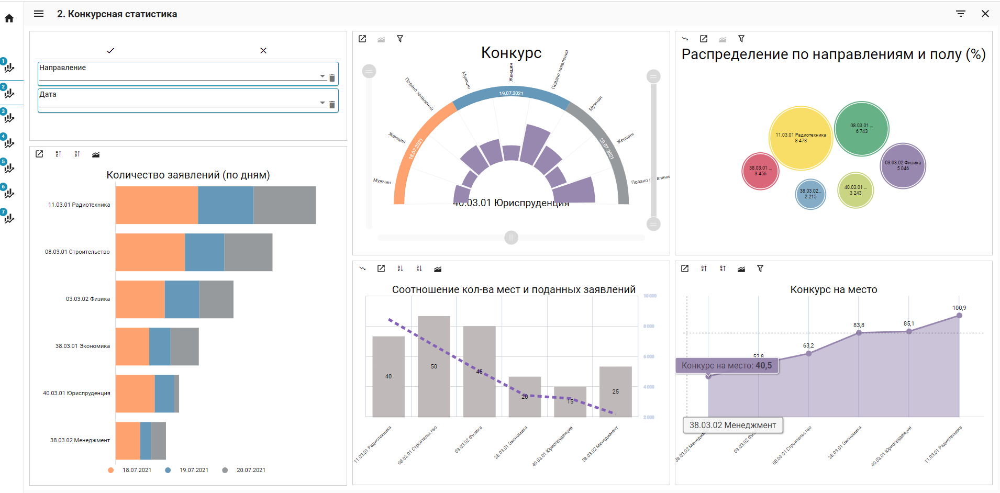 2. Конкурсная статистика
1
2
3
4
5
6
7
Направление
Дата
Количество заявлений (по дням)
11.03.01 Радиотехника
08.03.01 Строительство
03.03.02 Физика
38.03.01 Экономика
40.03.01 Юриспруденция
38.03.02 Менеджмент
18.07.2021
19.07.2021
20.07.2021
Конкурс
Мужчин
Женщин
Подано заявлений
Мужчин
Женщин
Подано заявлений
Мужчин
Женщин
Подано
18.07.2021
19.07.2021
20.07.2021
40.03.01 Юриспруденция
Распределение по направлениям и полу (%)
11.03.01 Радиотехника
8 478
08.03.01 ...
6 743
03.03.02 Физика
5 046
38.03.01 ...
3 456
40.03.01 ...
3 243
38.03.02...
2 215
Соотношение кол-ва мест и поданных заявлений
10 000
8 000
6 000
4 000
2 000
40
50
45
20
15
25
11.03.01 Радиотехника
08.03.01 Строительство
03.03.02 Физика
38.03.01 Экономика
40.03.01 Юриспруденция
38.03.02 Менеджмент
Конкурс на место
100,9
85,1
83,8
63,2
52,8
Конкурс на место: 40,5
38.03.02 Менеджмент
38.03.02
03.03.02
08.03.01 Строительство
38.03.01 Экономика
40.03.01 Юриспруденция
11.03.01 Радиотехника